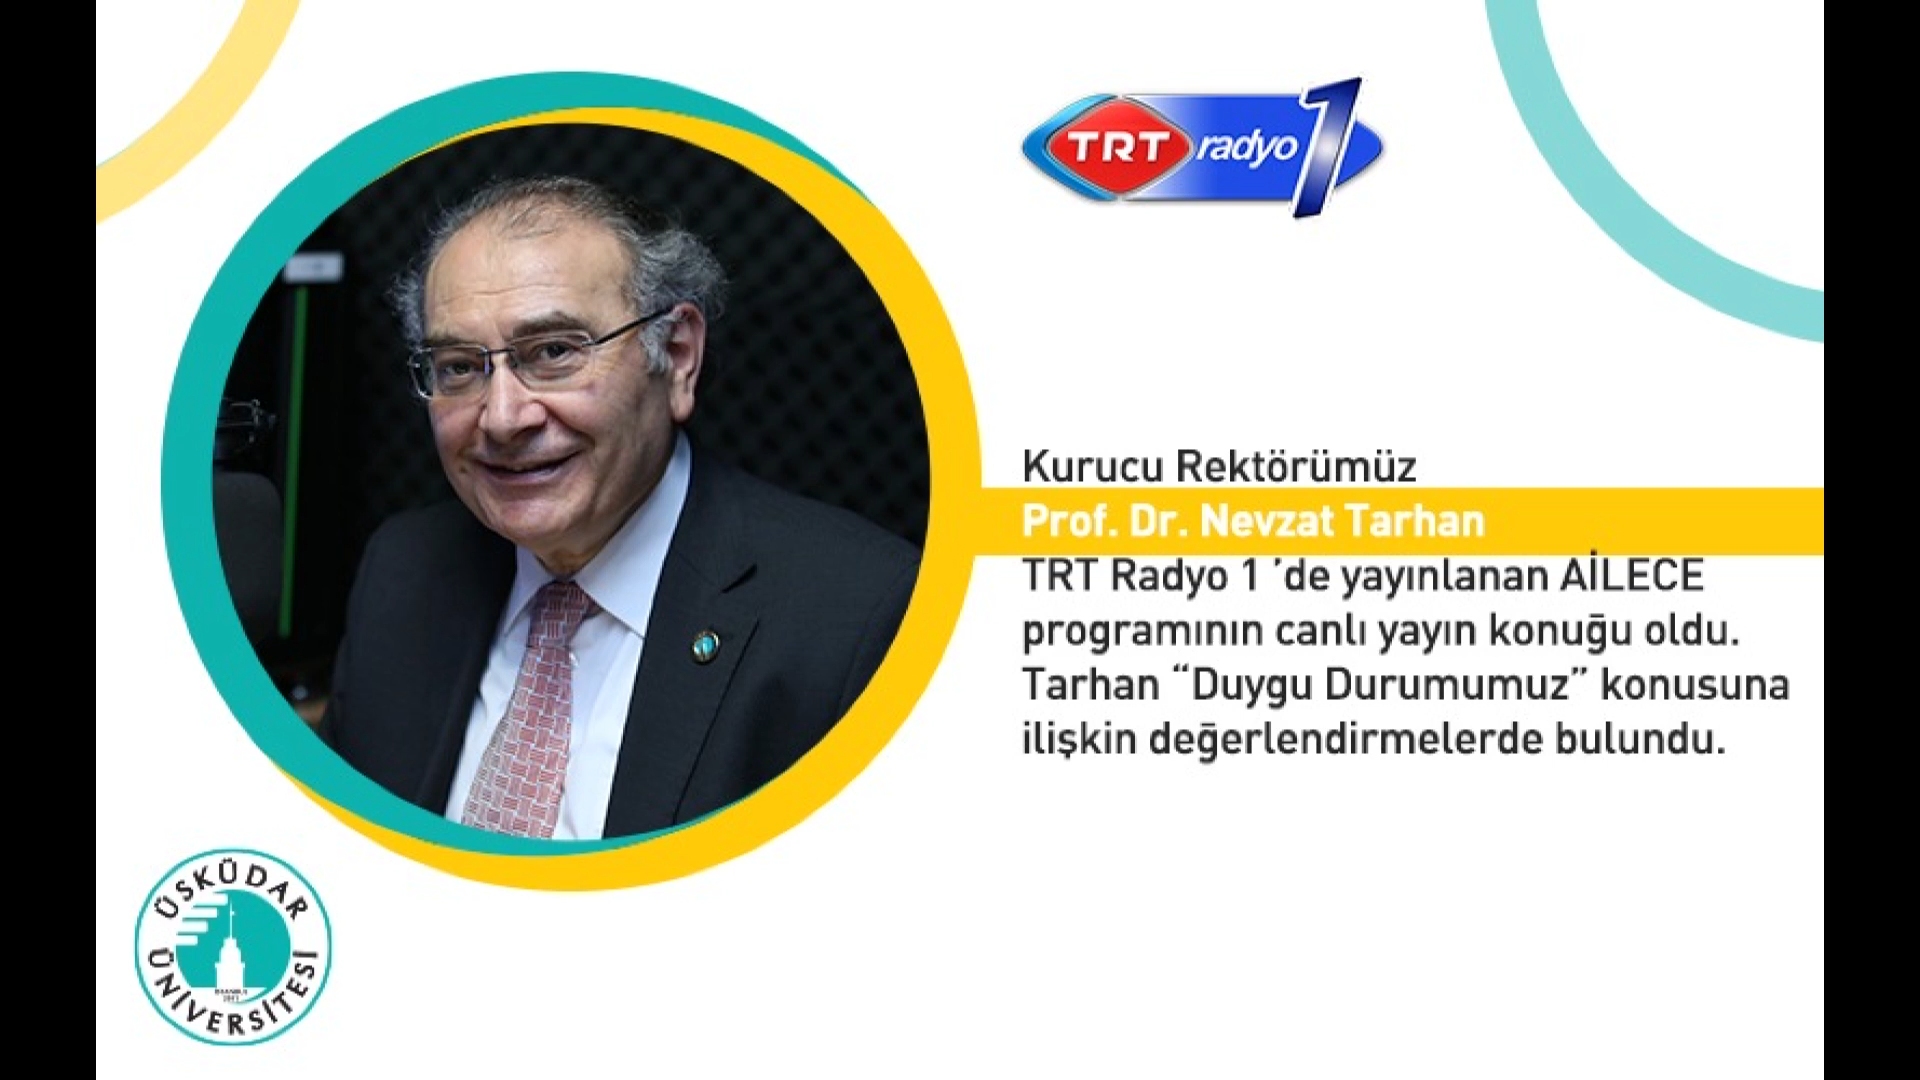 TRT radyo 1
Kurucu Rektörümüz
Prof. Dr. Nevzat Tarhan
TRT Radyo 1 ’de yayınlanan AİLECE
programının canlı yayın konuğu oldu.
Tarhan “Duygu Durumumuz” konusuna
ilişkin değerlendirmelerde bulundu.
ÜSKÜDAR
ÜNİVERSİTESİ